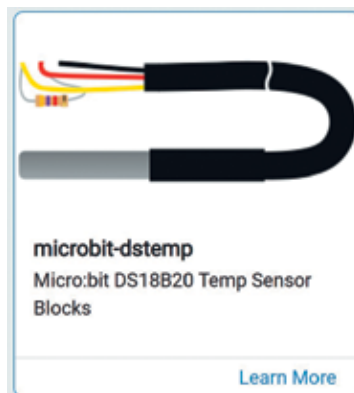 microbit-dstemp
Micro:bit DS18B20 Temp Sensor
Blocks
Learn More